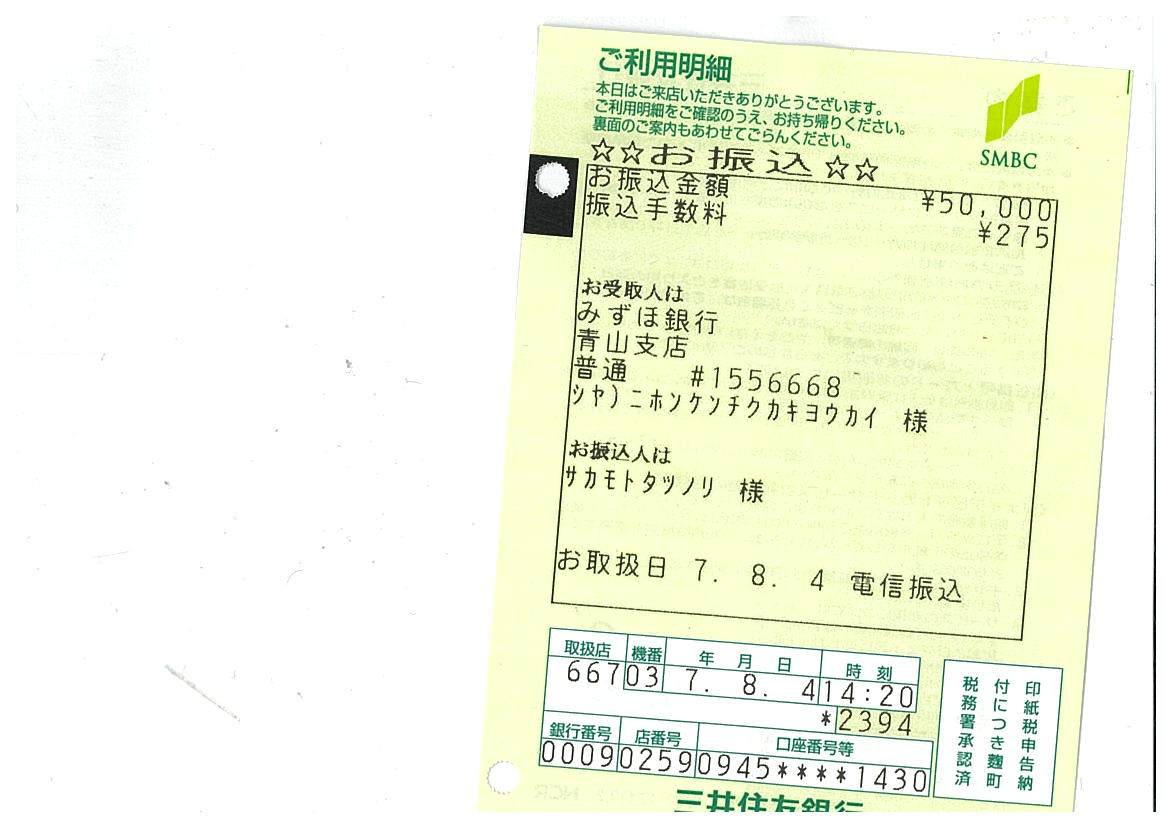 ご利用明細
本日はご来店いただきありがとうございます。
ご利用明細をご確認のうえ、お持ち帰りください。
裏面のご案内もあわせてごらんください。
SMBC
☆☆お振込☆☆
お振込金額 ¥50,000
振込手数料 ¥275
お受取人は
みずほ銀行
青山支店
普通 #1556668
シヤ)ニホンケンチクカキヨウカイ 様
お振込人は
サカモトタツノリ 様
お取扱日 7. 8. 4 電信振込
取扱店 機番 年 月 日 時 刻
667 03 7. 8. 4 14:20
*2394
銀行番号 店番号 口座番号等
0009 0259 0945****1430
印紙税申告納
付につき麹町
税務署承認済
三井住友銀行